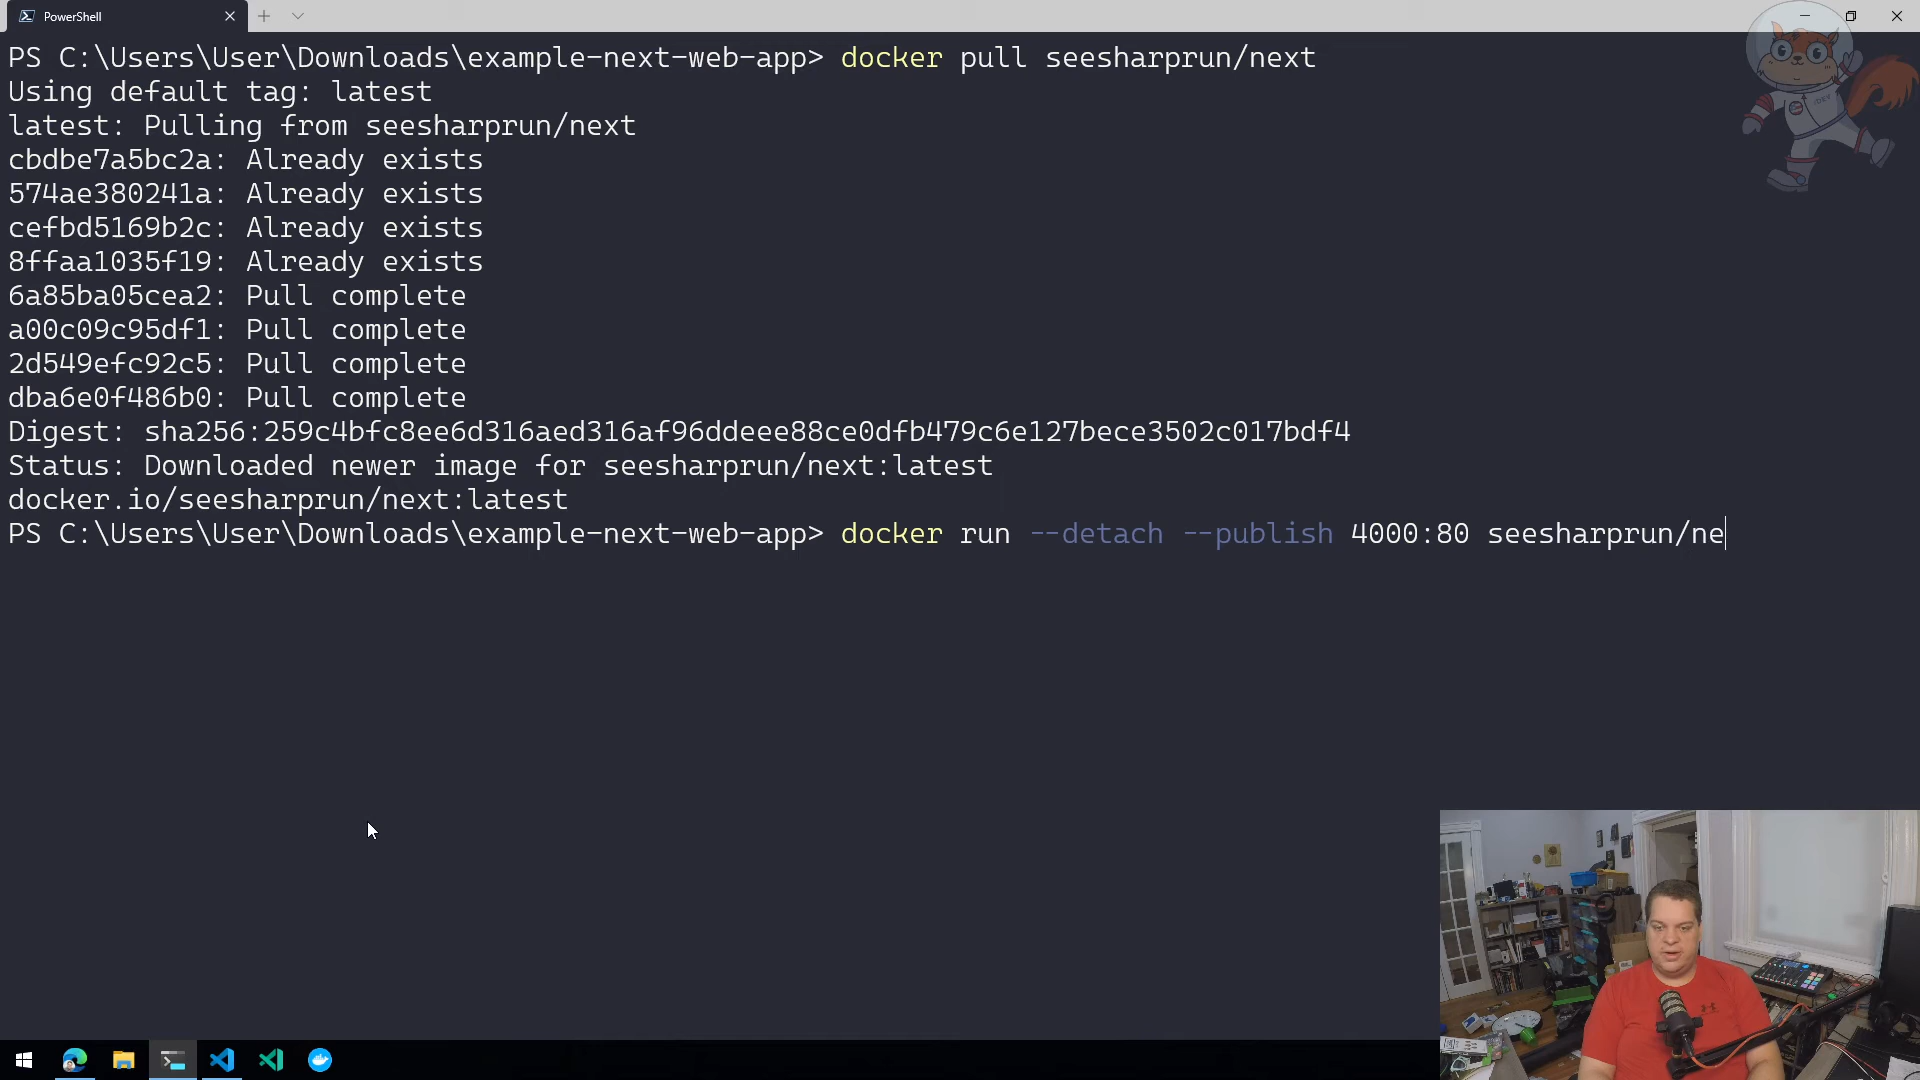 PowerShell
PS C:\Users\User\Downloads\example-next-web-app> docker pull seesharprun/next
Using default tag: latest
latest: Pulling from seesharprun/next
cbdbe7a5bc2a: Already exists
574ae380241a: Already exists
cefbd5169b2c: Already exists
8ffaa1035f19: Already exists
6a85ba05cea2: Pull complete
a00c09c95df1: Pull complete
2d549efc92c5: Pull complete
dba6e0f486b0: Pull complete
Digest: sha256:259c4bfc8ee6d316aed316af96ddeee88ce0dfb479c6e127bece3502c017bdf4
Status: Downloaded newer image for seesharprun/next:latest
docker.io/seesharprun/next:latest
PS C:\Users\User\Downloads\example-next-web-app> docker run --detach --publish 4000:80 seesharprun/ne